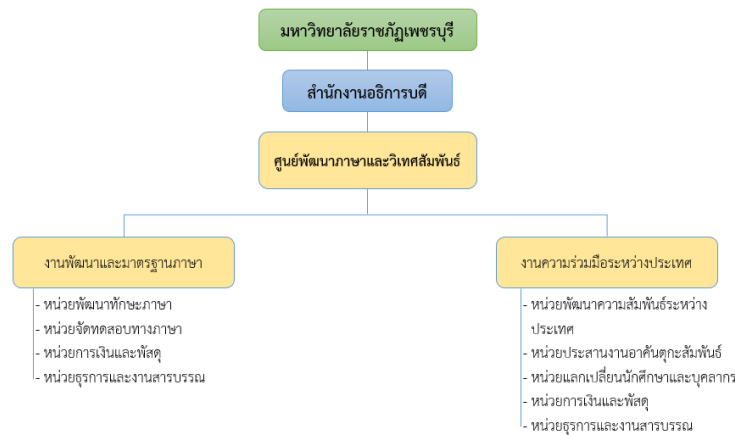 มหาวิทยาลัยราชภัฏเพชรบุรี
สำนักงานอธิการบดี
ศูนย์พัฒนาภาษาและวิเทศสัมพันธ์
งานพัฒนาและมาตรฐานภาษา
- หน่วยพัฒนาทักษะภาษา
- หน่วยจัดทดสอบทางภาษา
- หน่วยการเงินและพัสดุ
- หน่วยธุรการและงานสารบรรณ
งานความร่วมมือระหว่างประเทศ
- หน่วยพัฒนาความสัมพันธ์ระหว่าง
ประเทศ
- หน่วยประสานงานอาคันตุกะสัมพันธ์
- หน่วยแลกเปลี่ยนนักศึกษาและบุคลากร
- หน่วยการเงินและพัสดุ
- หน่วยธุรการและงานสารบรรณ